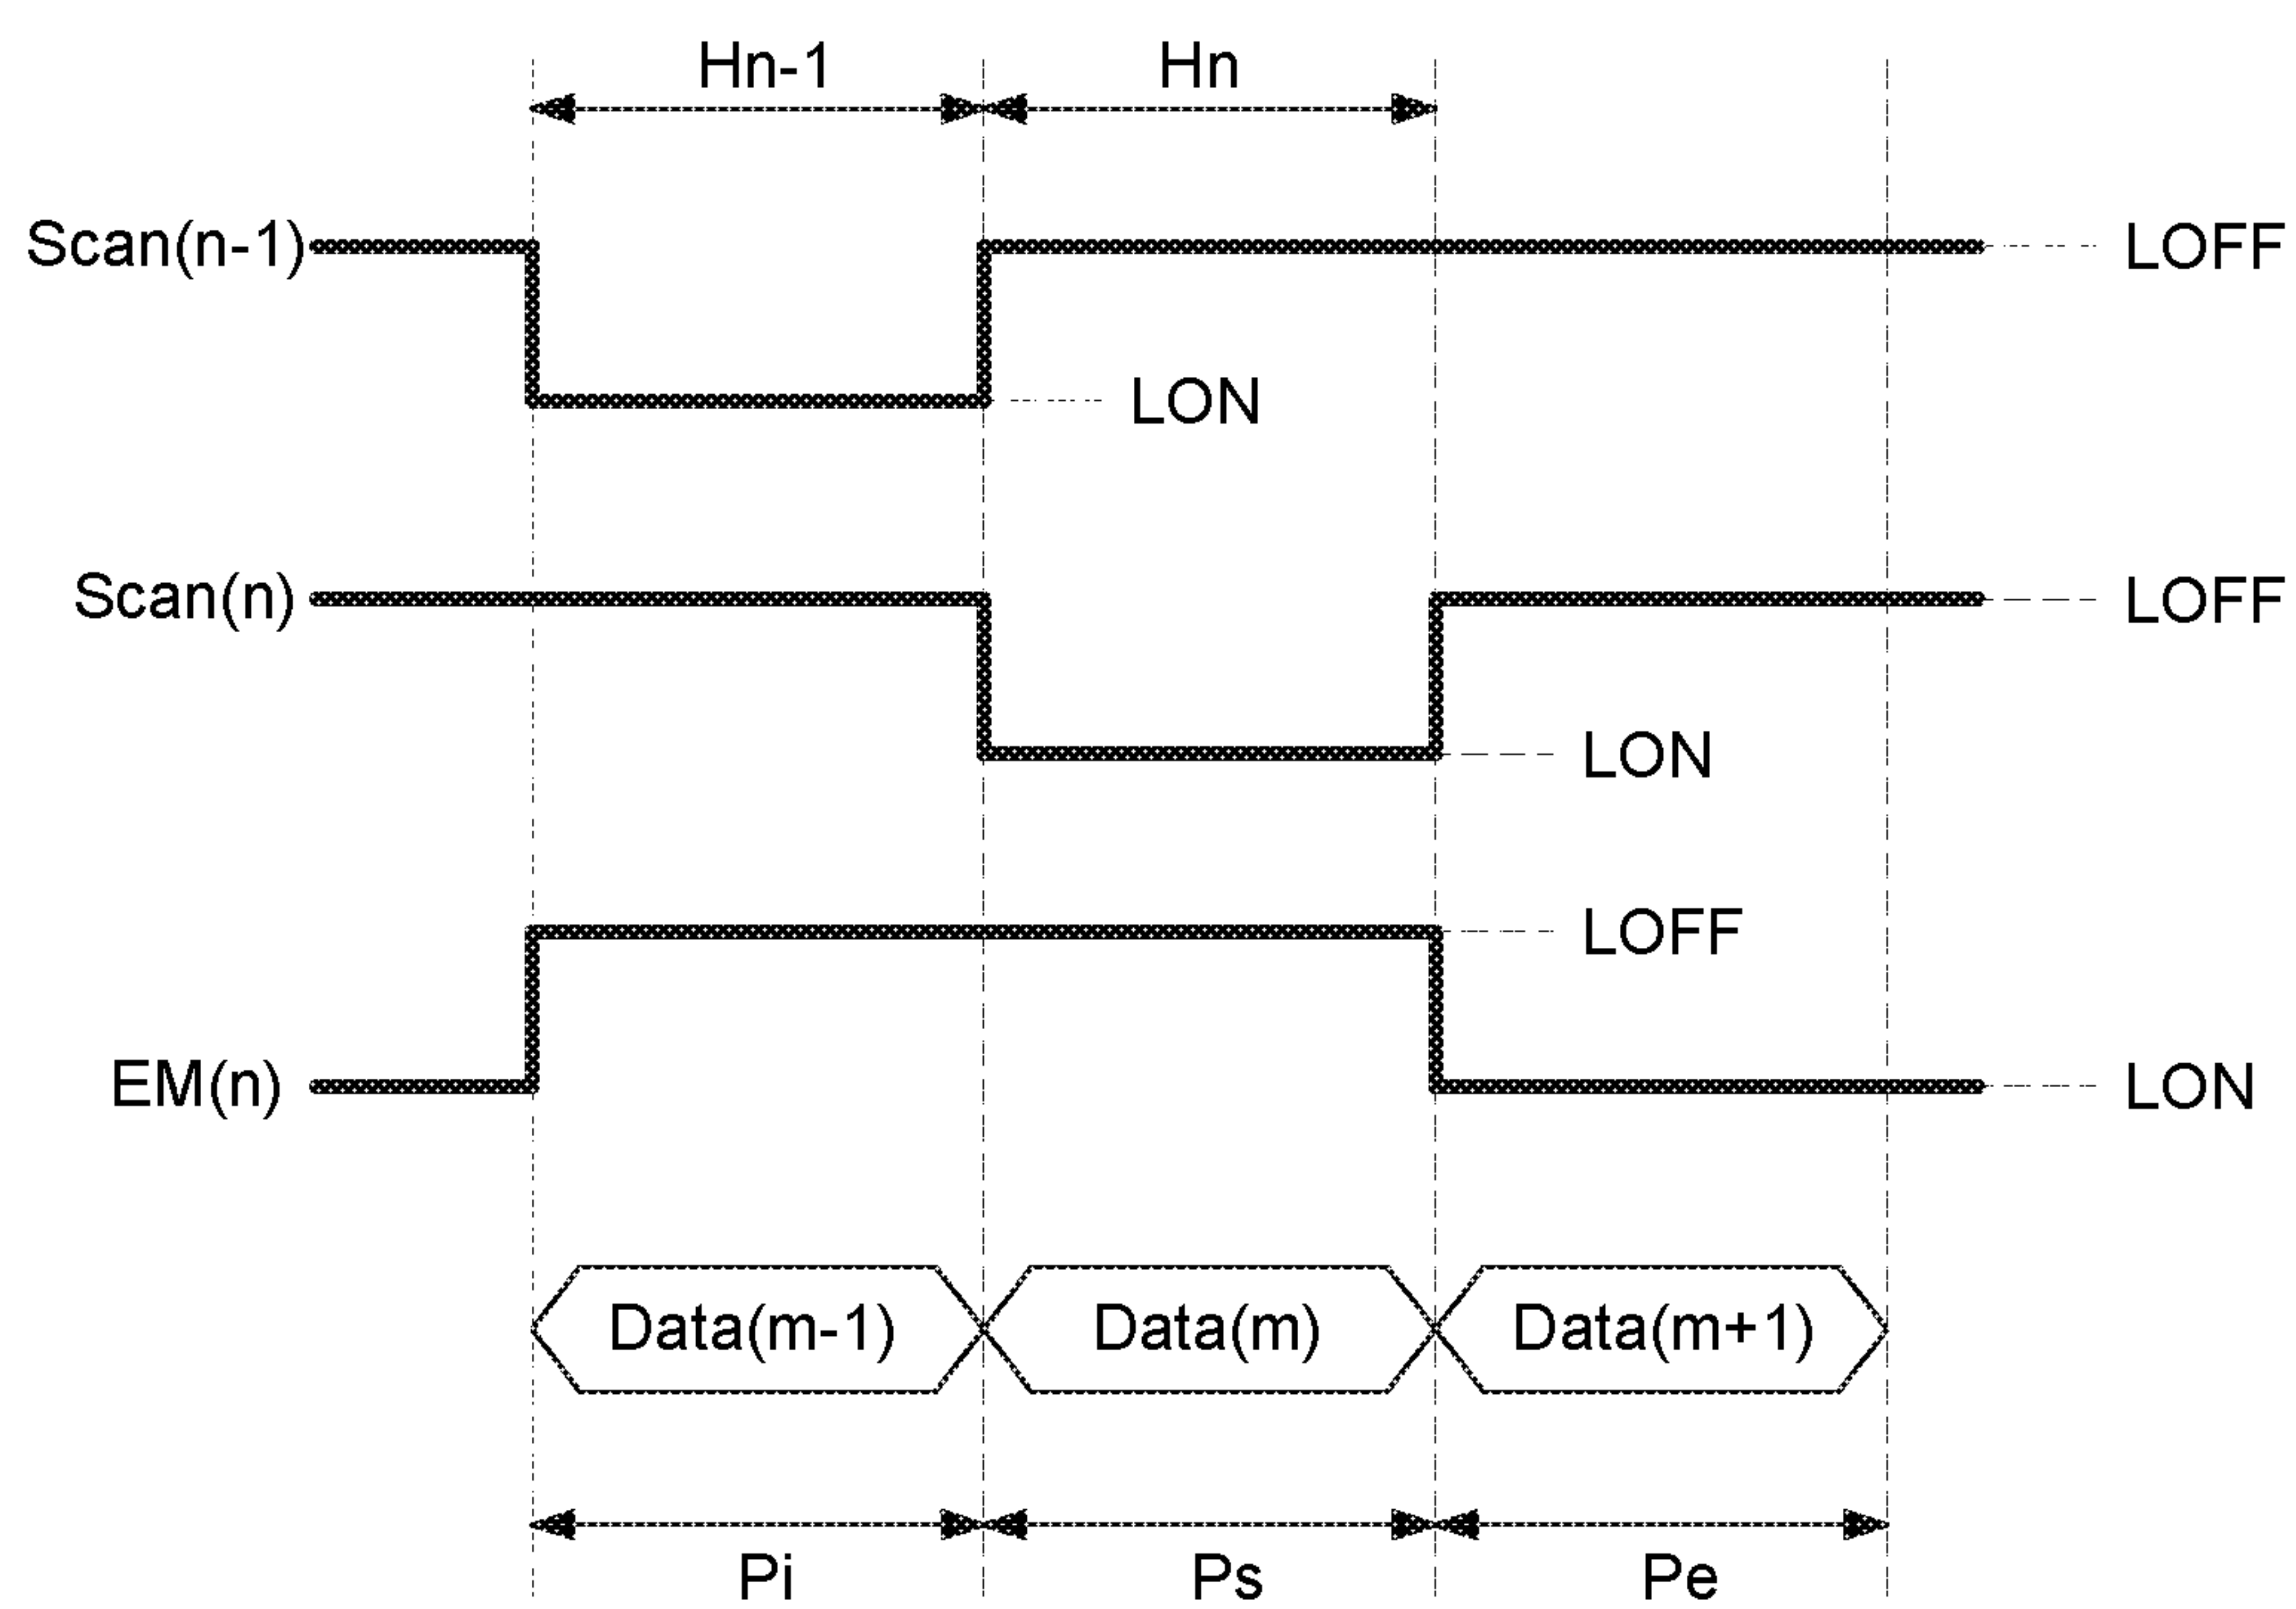 Hn-1 Hn
Scan(n-1) LOFF
LON
Scan(n) LOFF
LON
LOFF
EM(n) LON
Data(m-1) Data(m) Data(m+1)
Pi Ps Pe